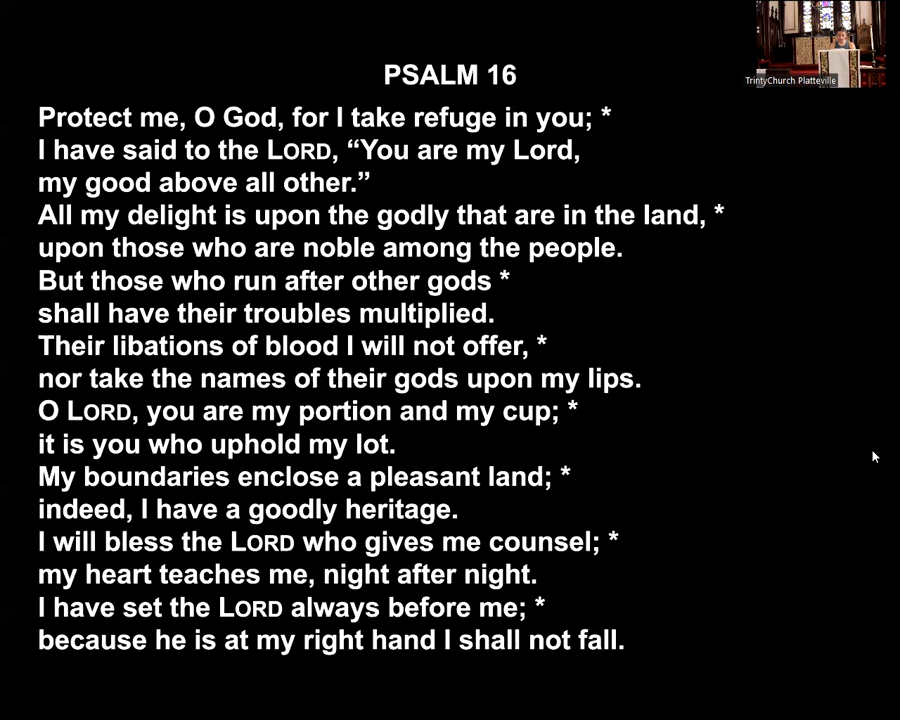 TrintyChurch Platteville
PSALM 16
Protect me, O God, for I take refuge in you; *
I have said to the LORD, “You are my Lord,
my good above all other.”
All my delight is upon the godly that are in the land, *
upon those who are noble among the people.
But those who run after other gods *
shall have their troubles multiplied.
Their libations of blood I will not offer, *
nor take the names of their gods upon my lips.
O LORD, you are my portion and my cup; *
it is you who uphold my lot.
My boundaries enclose a pleasant land; *
indeed, I have a goodly heritage.
I will bless the LORD who gives me counsel; *
my heart teaches me, night after night.
I have set the LORD always before me; *
because he is at my right hand I shall not fall.